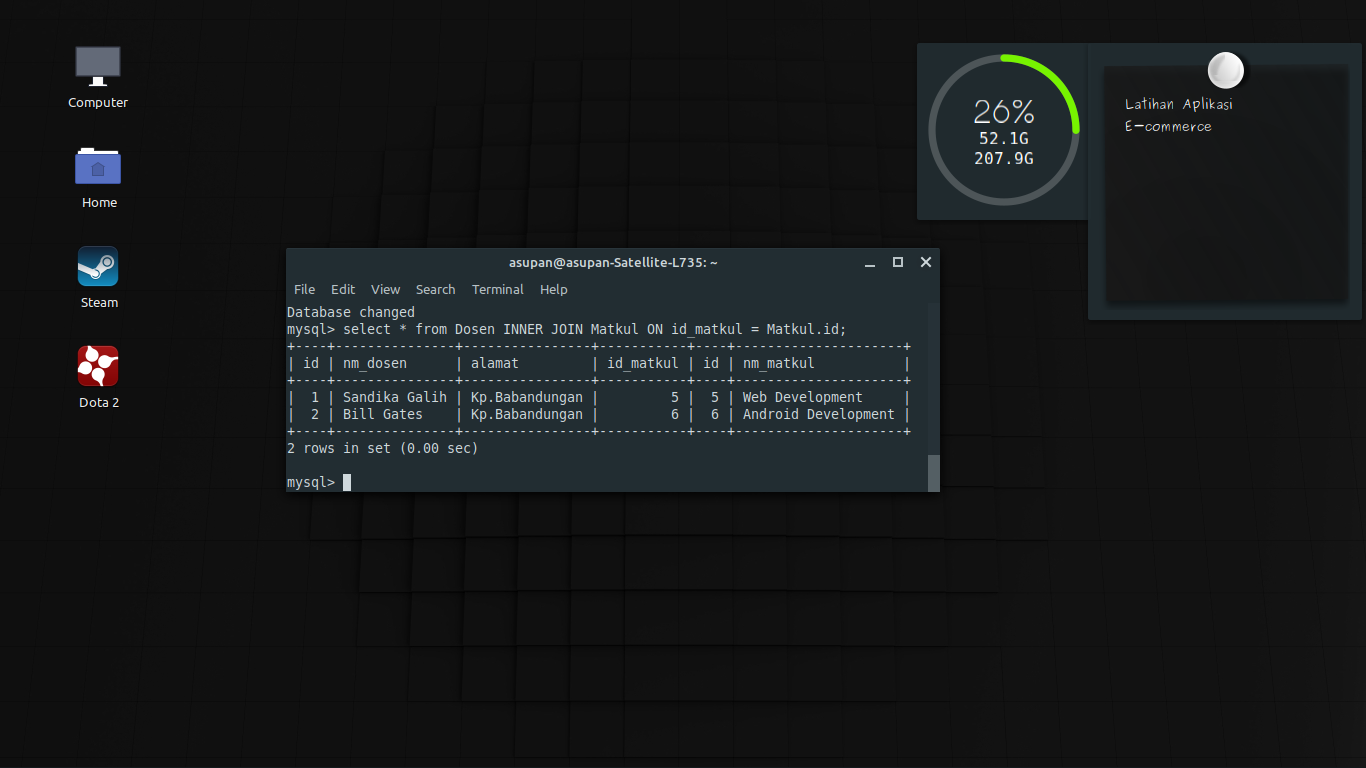 Computer
Home
Steam
Dota 2
26%
52.1G
207.9G
Latihan Aplikasi
E-commerce
asupan@asupan-Satellite-L735: ~
File Edit View Search Terminal Help
Database changed
mysql> select * from Dosen INNER JOIN Matkul ON id_matkul = Matkul.id;
+----+---------------+----------------+-----------+----+---------------------+
| id | nm_dosen      | alamat         | id_matkul | id | nm_matkul           |
+----+---------------+----------------+-----------+----+---------------------+
|  1 | Sandika Galih | Kp.Babandungan |         5 |  5 | Web Development     |
|  2 | Bill Gates    | Kp.Babandungan |         6 |  6 | Android Development |
+----+---------------+----------------+-----------+----+---------------------+
2 rows in set (0.00 sec)
mysql>